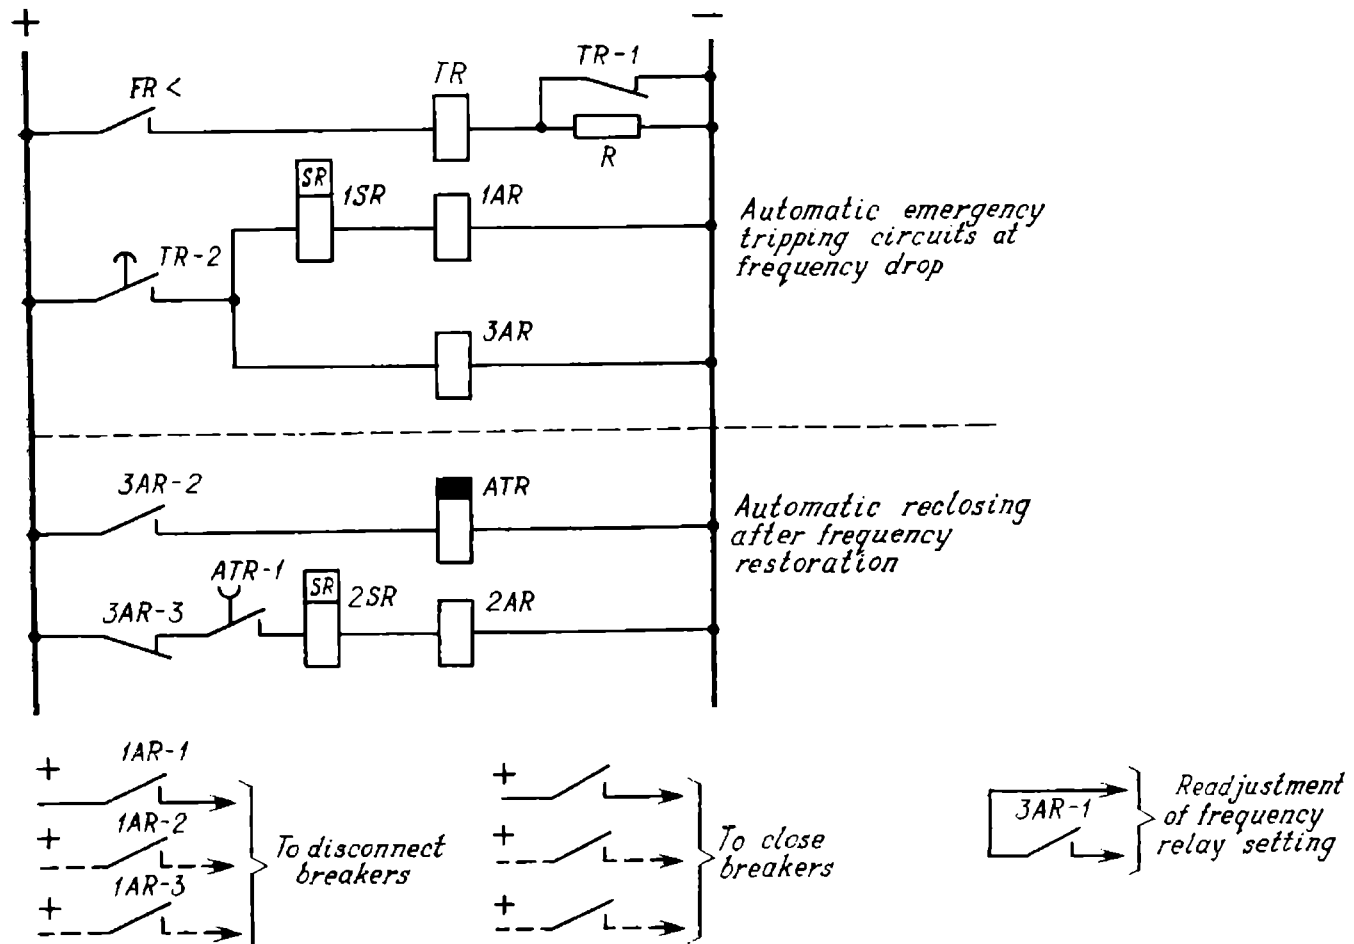 + −
FR < TR TR-1
R
SR 1SR 1AR
TR-2
3AR
Automatic emergency
tripping circuits at
frequency drop
3AR-2 ATR
Automatic reclosing
after frequency
restoration
ATR-1
3AR-3 SR 2SR 2AR
+ 1AR-1
+ 1AR-2
+ 1AR-3
To disconnect
breakers
+
+
+
To close
breakers
3AR-1
Readjustment
of frequency
relay setting